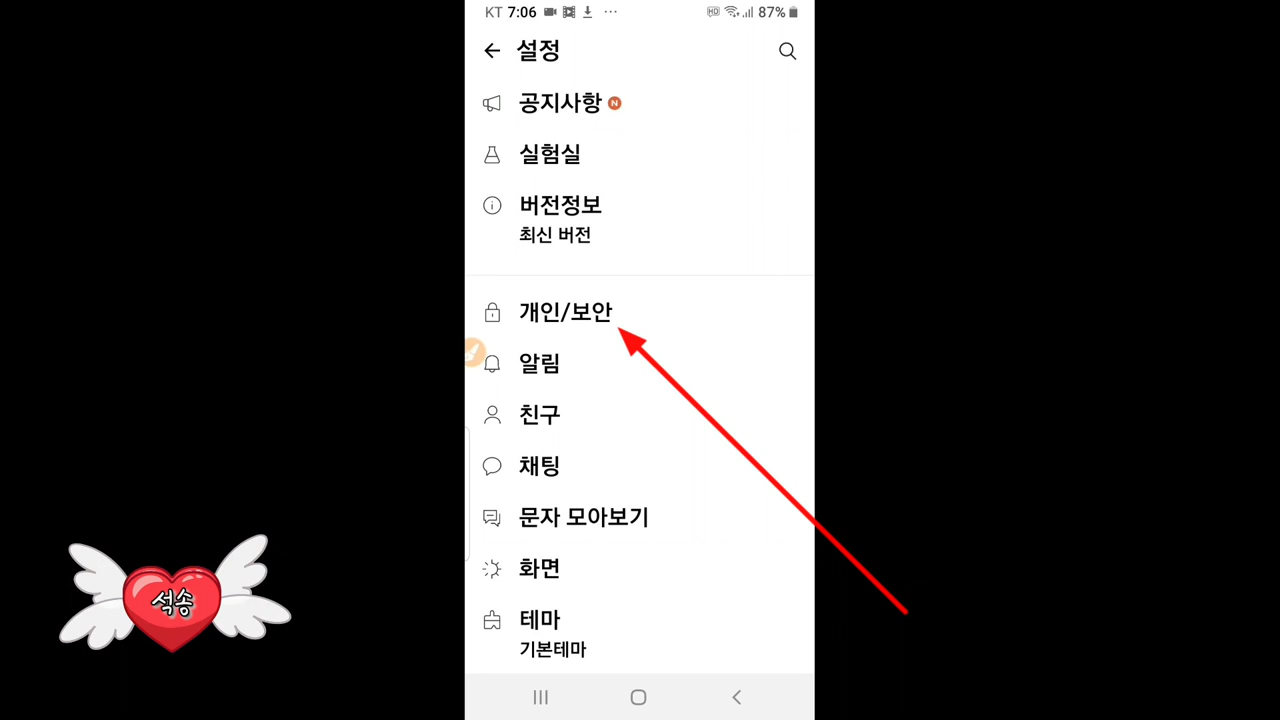 KT 7:06 ··· HD 87%
설정
공지사항 N
실험실
버전정보
최신 버전
개인/보안
알림
친구
채팅
문자 모아보기
화면
테마
기본테마
석송